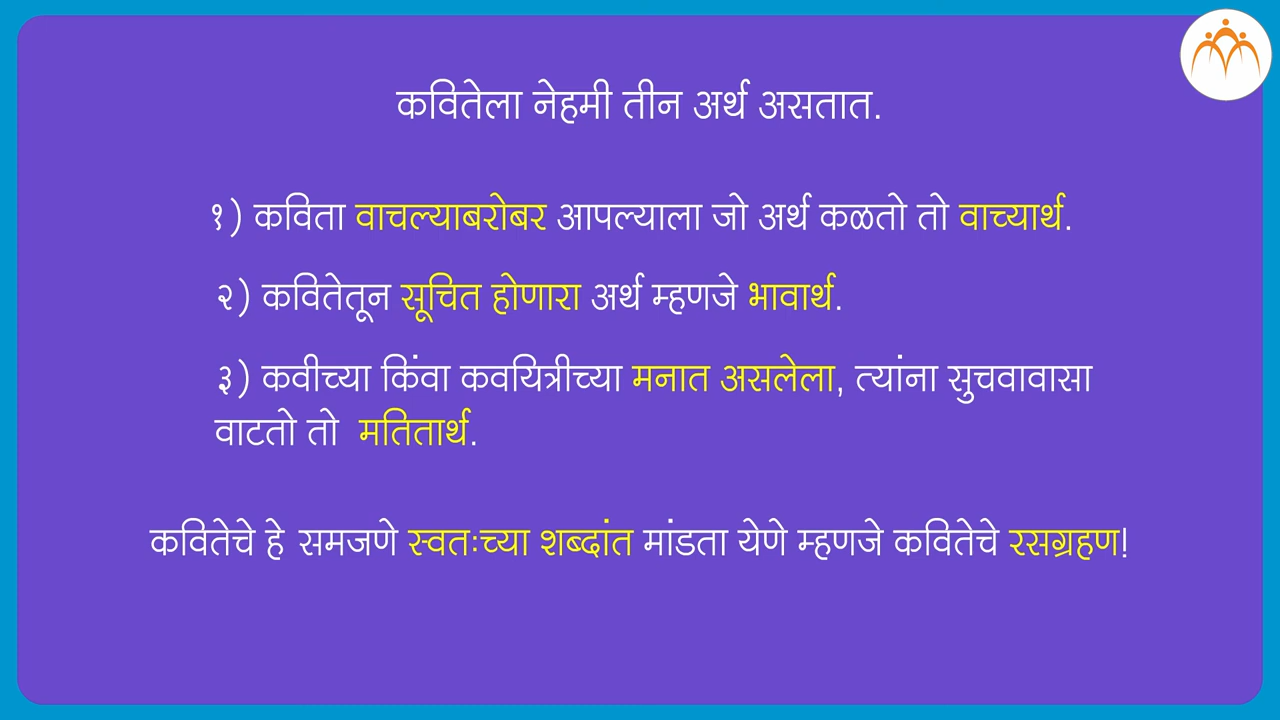 कवितेला नेहमी तीन अर्थ असतात.
१) कविता वाचल्याबरोबर आपल्याला जो अर्थ कळतो तो वाच्यार्थ.
२) कवितेतून सूचित होणारा अर्थ म्हणजे भावार्थ.
३) कवीच्या किंवा कवयित्रीच्या मनात असलेला, त्यांना सुचवावासा
वाटतो तो मतितार्थ.
कवितेचे हे समजणे स्वतःच्या शब्दांत मांडता येणे म्हणजे कवितेचे रसग्रहण!